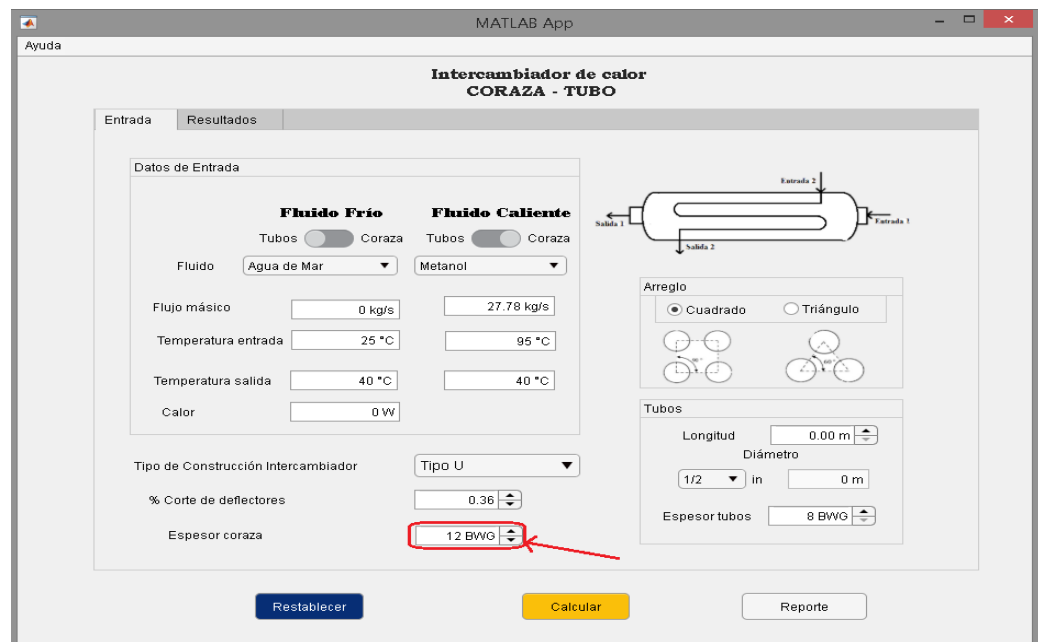 MATLAB App
Ayuda
Intercambiador de calor
CORAZA - TUBO
Entrada
Resultados
Datos de Entrada
Fluido Frío
Fluido Caliente
Tubos
Coraza
Tubos
Coraza
Fluido
Agua de Mar
Metanol
Flujo másico
0 kg/s
27.78 kg/s
Temperatura entrada
25 °C
95 °C
Temperatura salida
40 °C
40 °C
Calor
0 W
Tipo de Construcción Intercambiador
Tipo U
% Corte de deflectores
0.36
Espesor coraza
12 BWG
Entrada 2
Salida 1
Entrada 1
Salida 2
Arreglo
Cuadrado
Triángulo
Tubos
Longitud
0.00 m
Diámetro
1/2
in
0 m
Espesor tubos
8 BWG
Restablecer
Calcular
Reporte